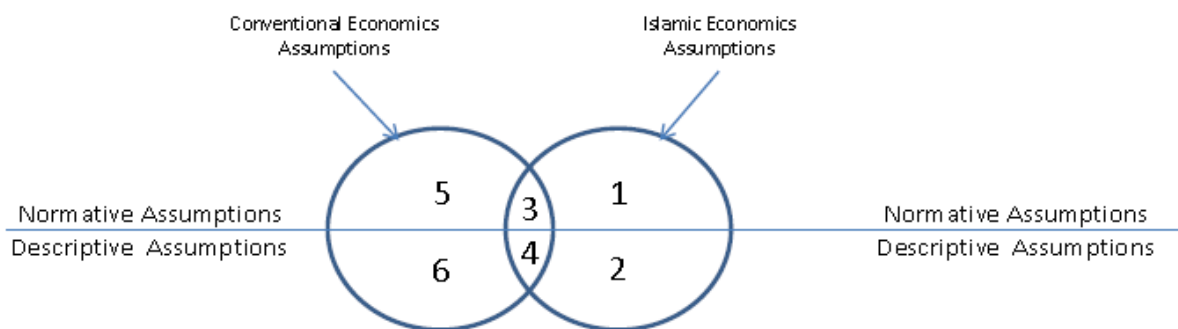 Conventional Economics
Assumptions
Islamic Economics
Assumptions
5
3
1
Normative Assumptions
Normative Assumptions
Descriptive Assumptions
Descriptive Assumptions
6
4
2